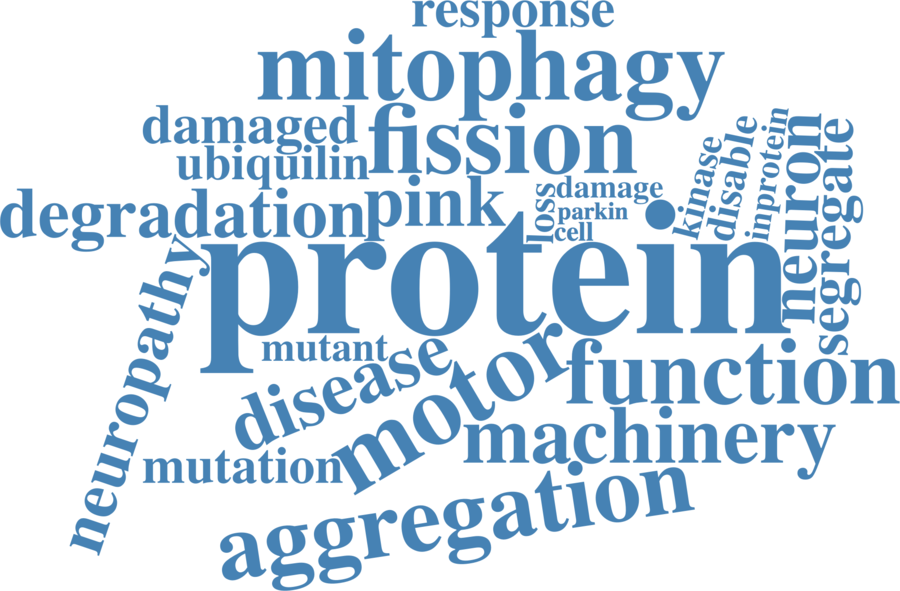 response
mitophagy
damaged
fission
ubiquilin
degradation
pink
loss
damage
parkin
cell
kinase
disable
inprotein
neuron
segregate
protein
neuropathy
mutant
disease
motor
function
machinery
mutation
aggregation